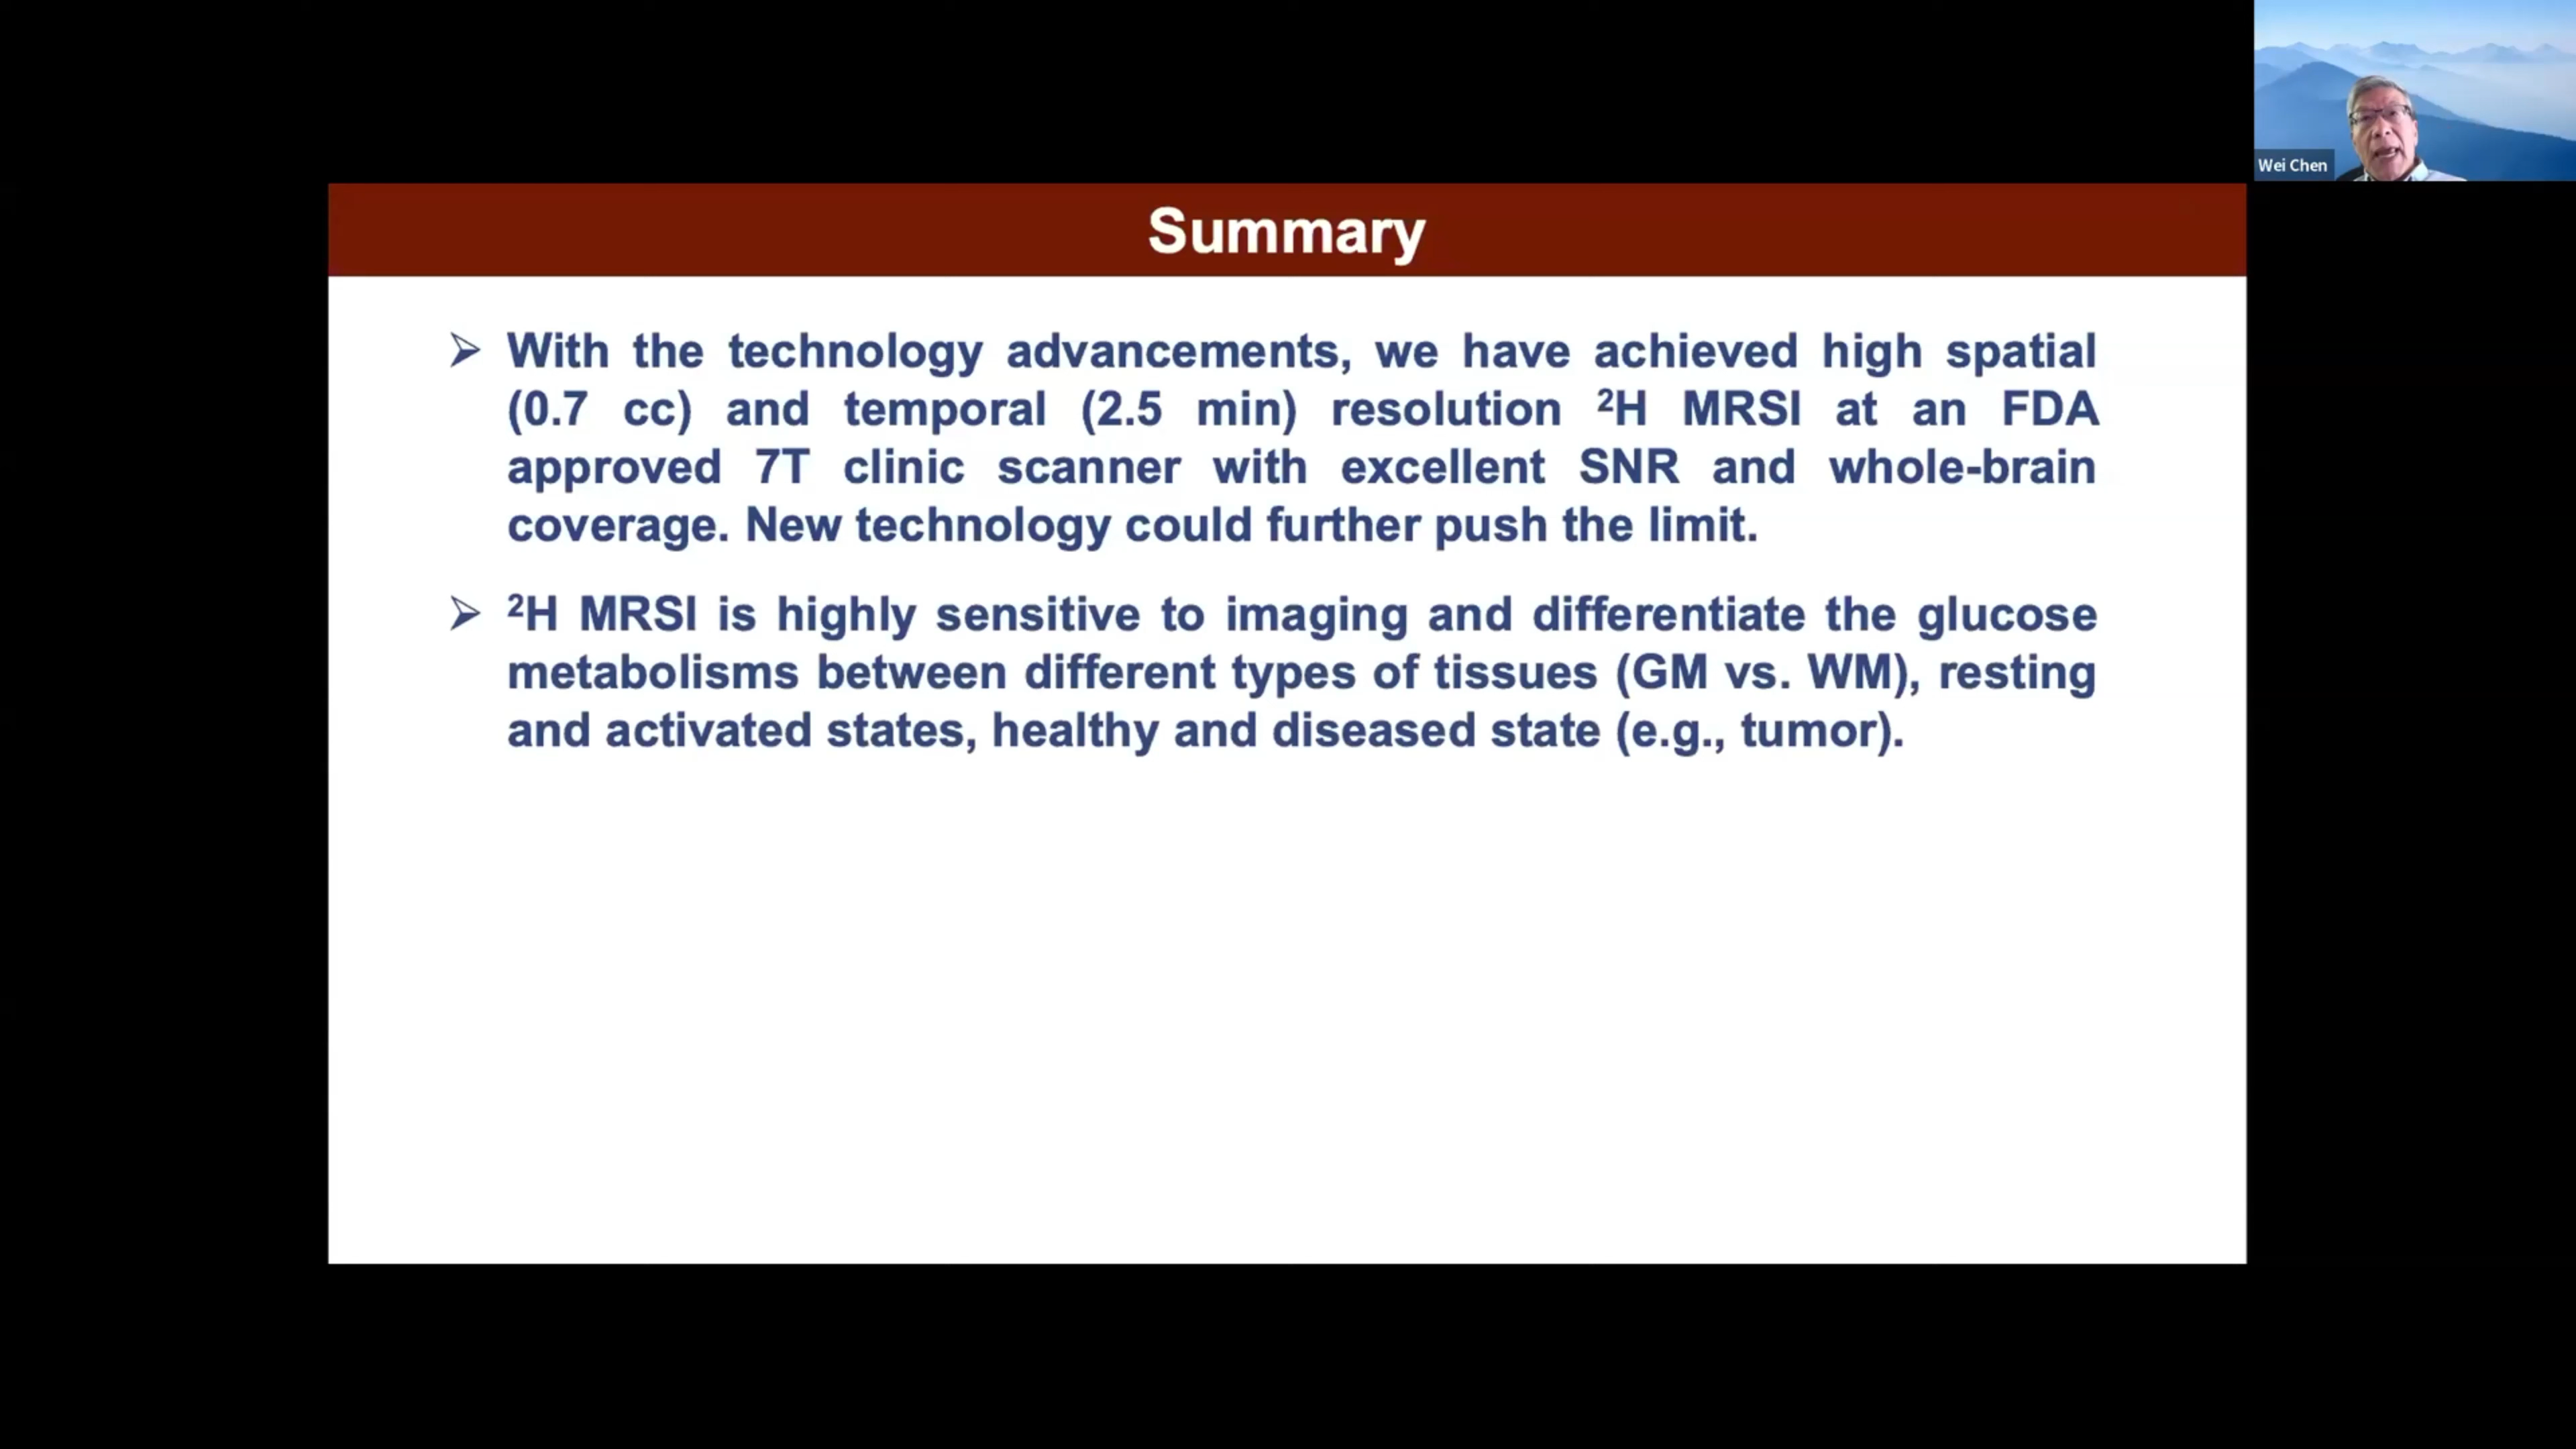 Wei Chen
Summary
➢ With the technology advancements, we have achieved high spatial
(0.7 cc) and temporal (2.5 min) resolution ²H MRSI at an FDA
approved 7T clinic scanner with excellent SNR and whole-brain
coverage. New technology could further push the limit.
➢ ²H MRSI is highly sensitive to imaging and differentiate the glucose
metabolisms between different types of tissues (GM vs. WM), resting
and activated states, healthy and diseased state (e.g., tumor).